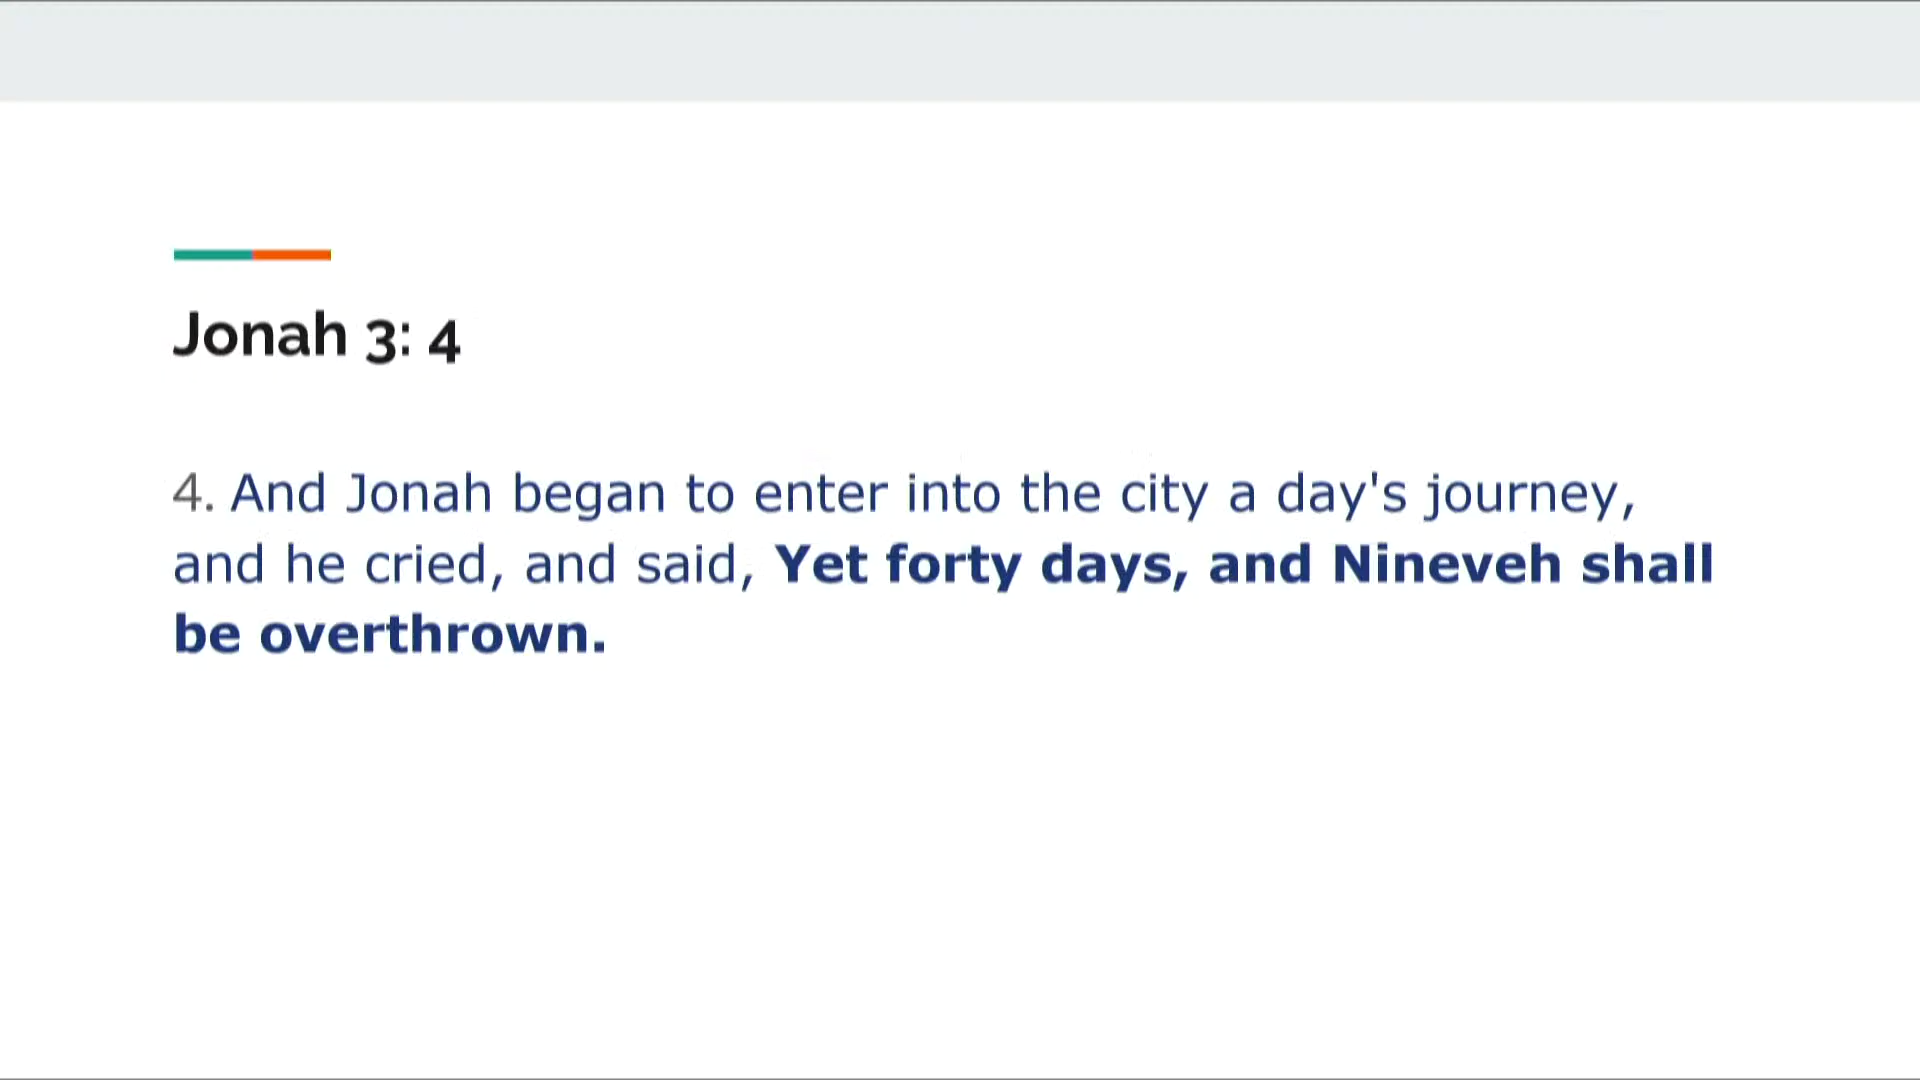 Jonah 3: 4
4. And Jonah began to enter into the city a day's journey,
and he cried, and said, Yet forty days, and Nineveh shall
be overthrown.